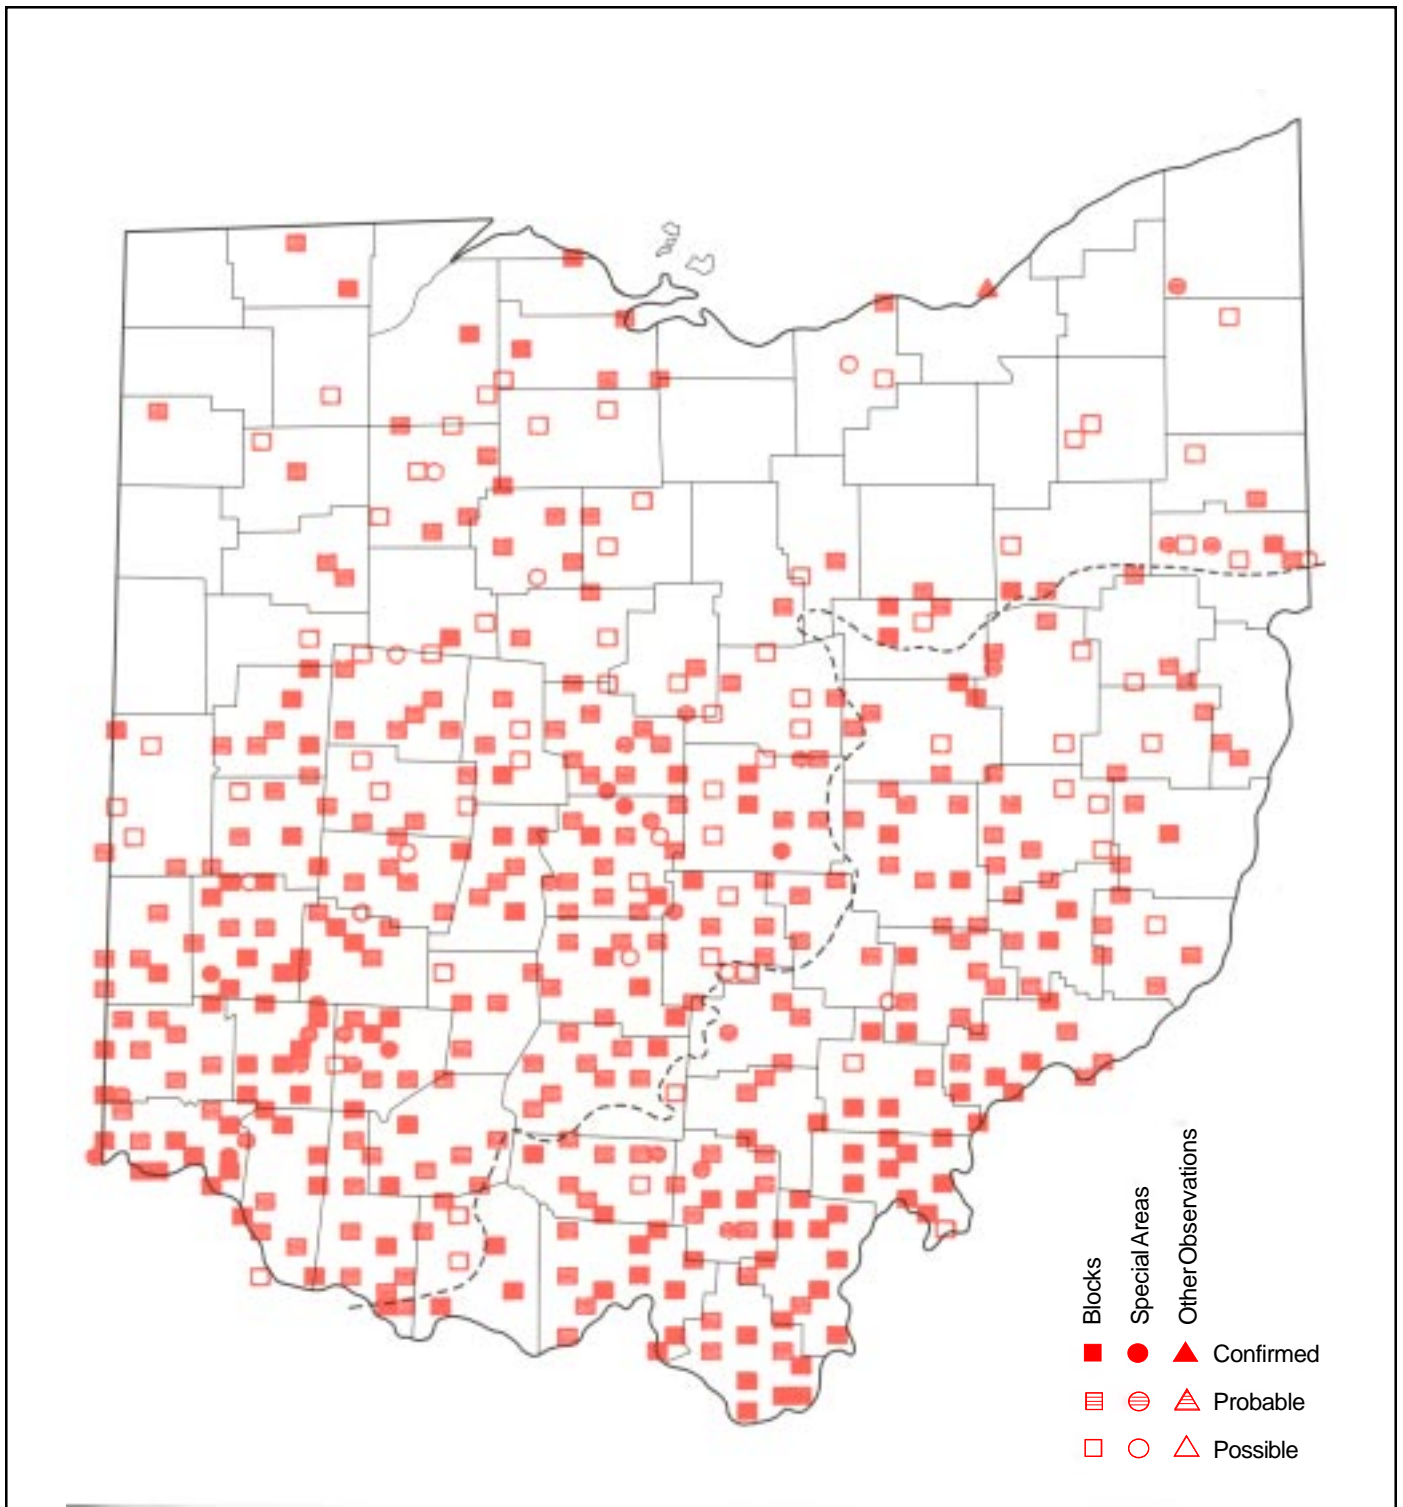 Blocks
Special Areas
Other Observations
Confirmed
Probable
Possible